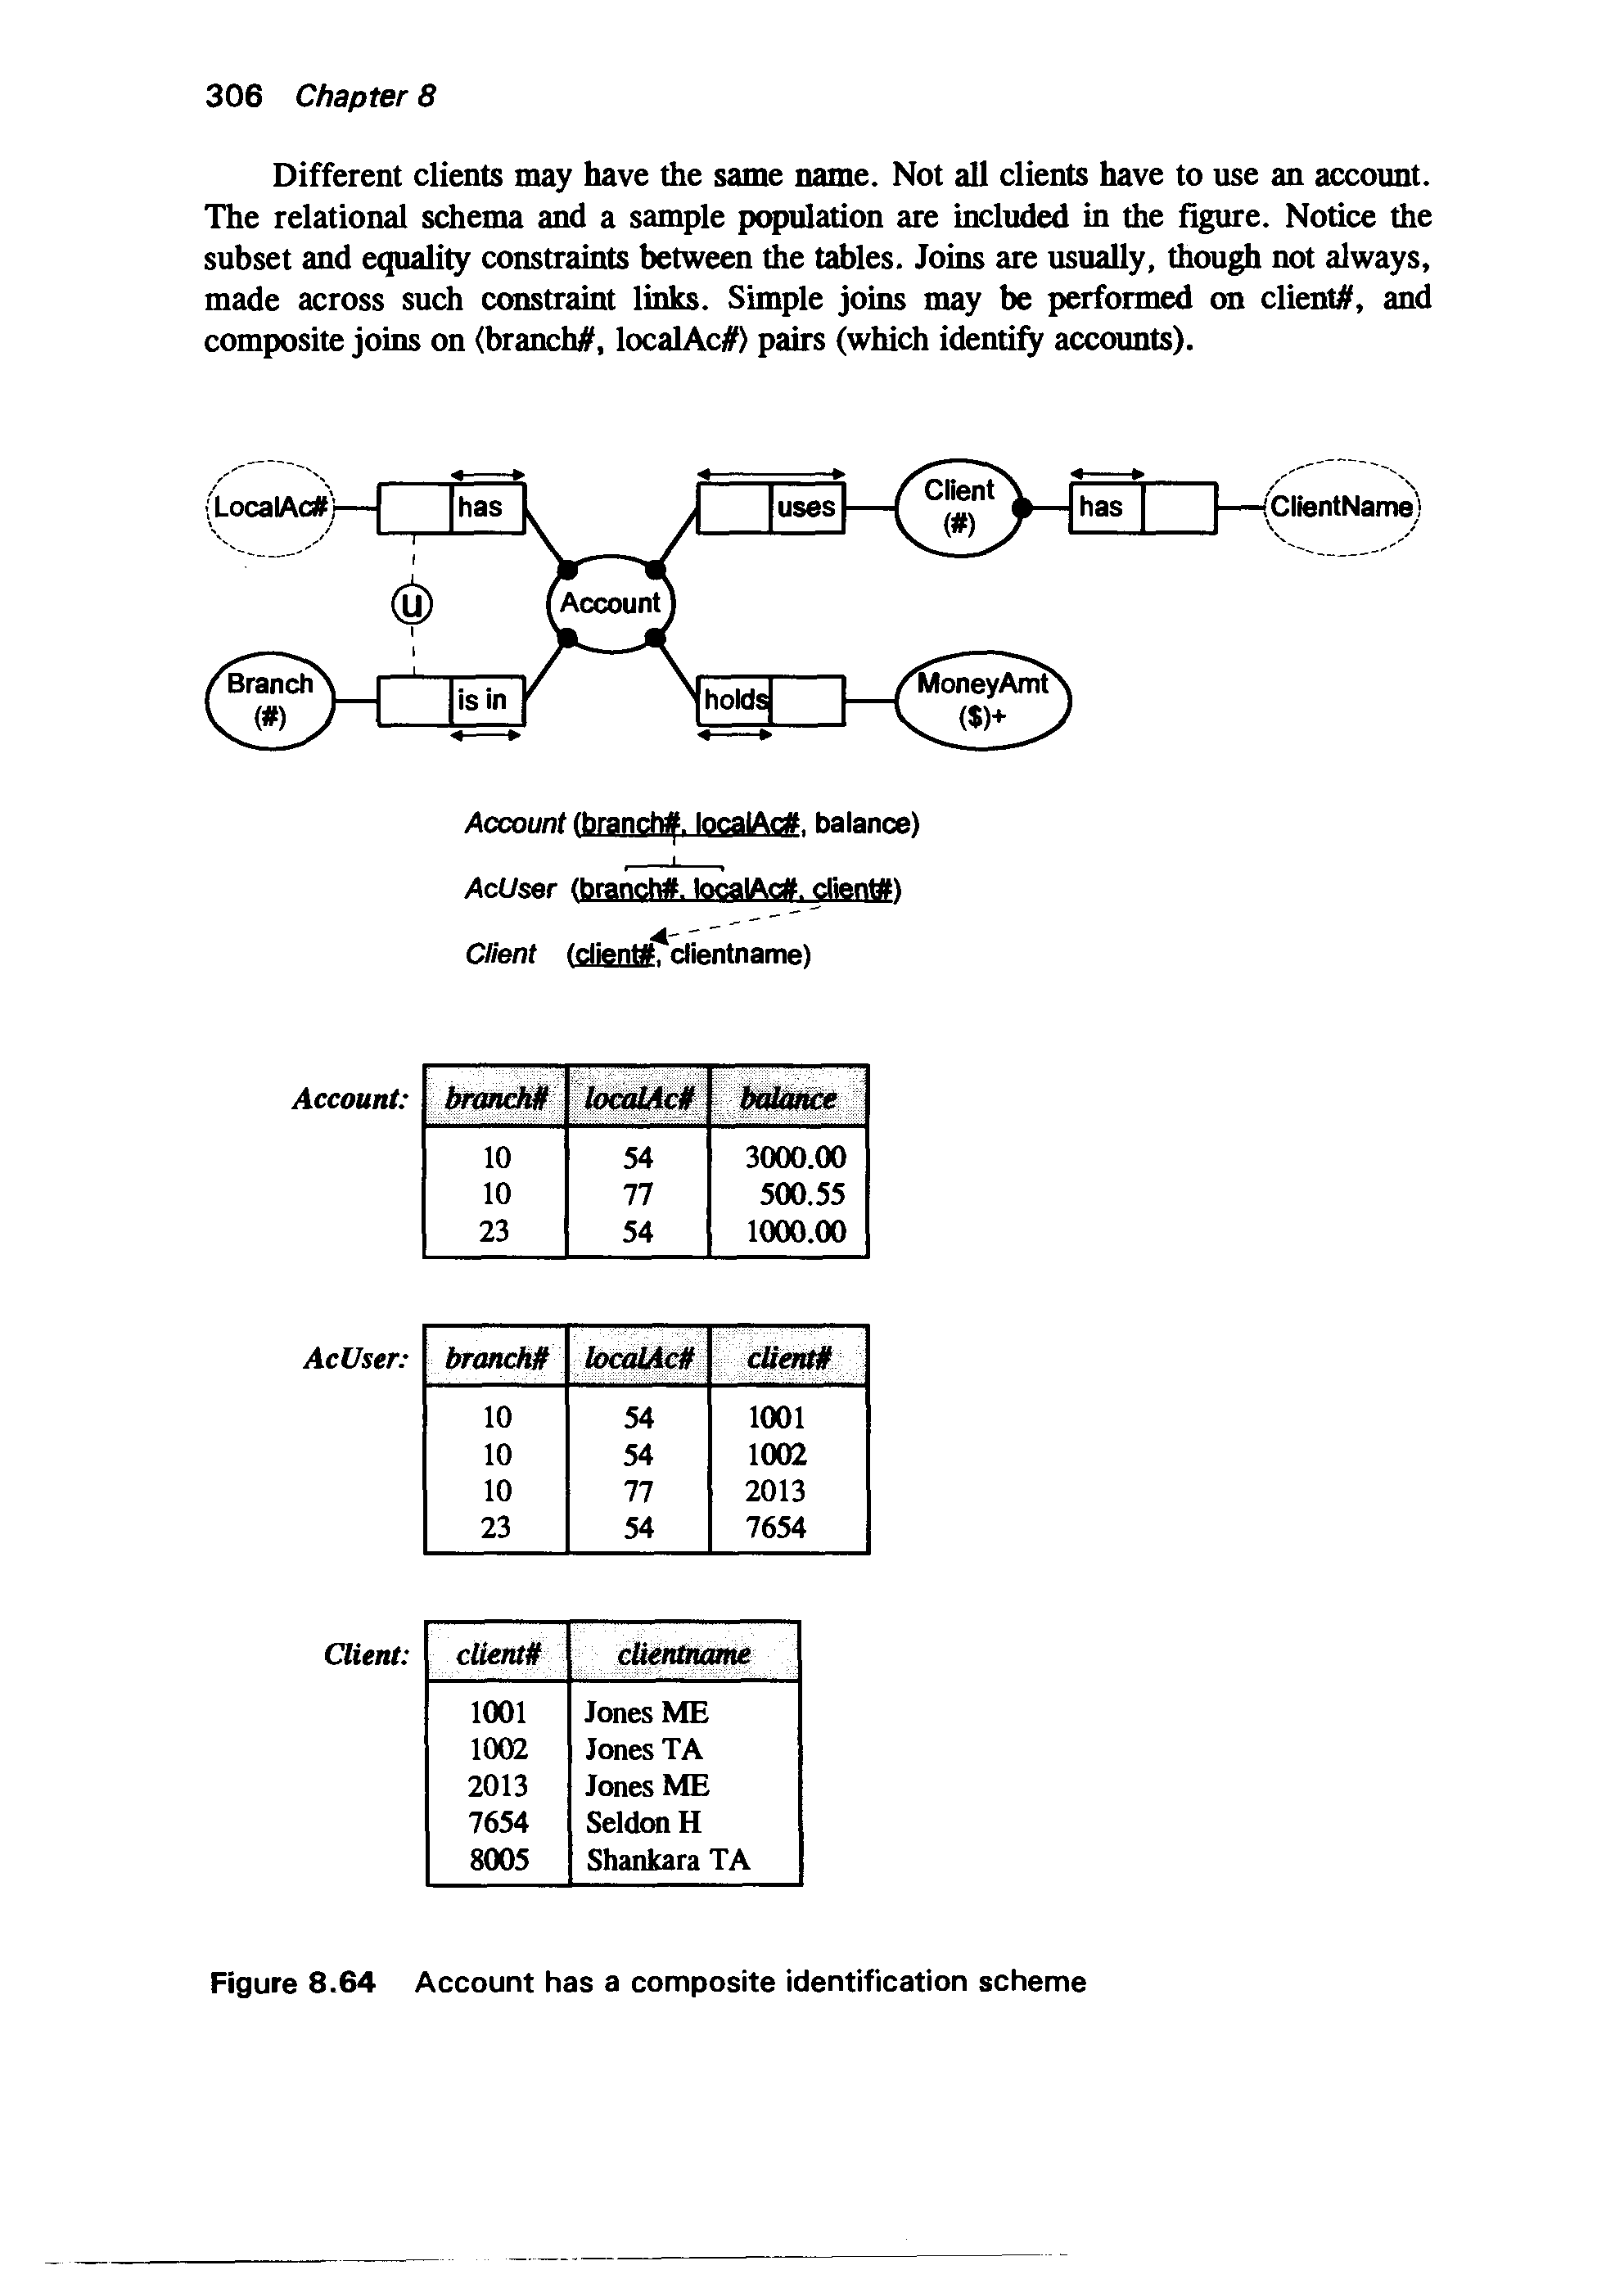 306 Chapter 8
Different clients may have the same name. Not all clients have to use an account.
The relational schema and a sample population are included in the figure. Notice the
subset and equality constraints between the tables. Joins are usually, though not always,
made across such constraint links. Simple joins may be performed on client#, and
composite joins on ⟨branch#, localAc#⟩ pairs (which identify accounts).
LocalAc# has uses Client (#) has ClientName
U
Account
Branch (#) is in holds MoneyAmt ($)+
Account (branch#, localAc#, balance)
AcUser (branch#, localAc#, client#)
Client (client#, clientname)
Account: branch# localAc# balance
10 54 3000.00
10 77 500.55
23 54 1000.00
AcUser: branch# localAc# client#
10 54 1001
10 54 1002
10 77 2013
23 54 7654
Client: client# clientname
1001 Jones ME
1002 Jones TA
2013 Jones ME
7654 Seldon H
8005 Shankara TA
Figure 8.64 Account has a composite identification scheme